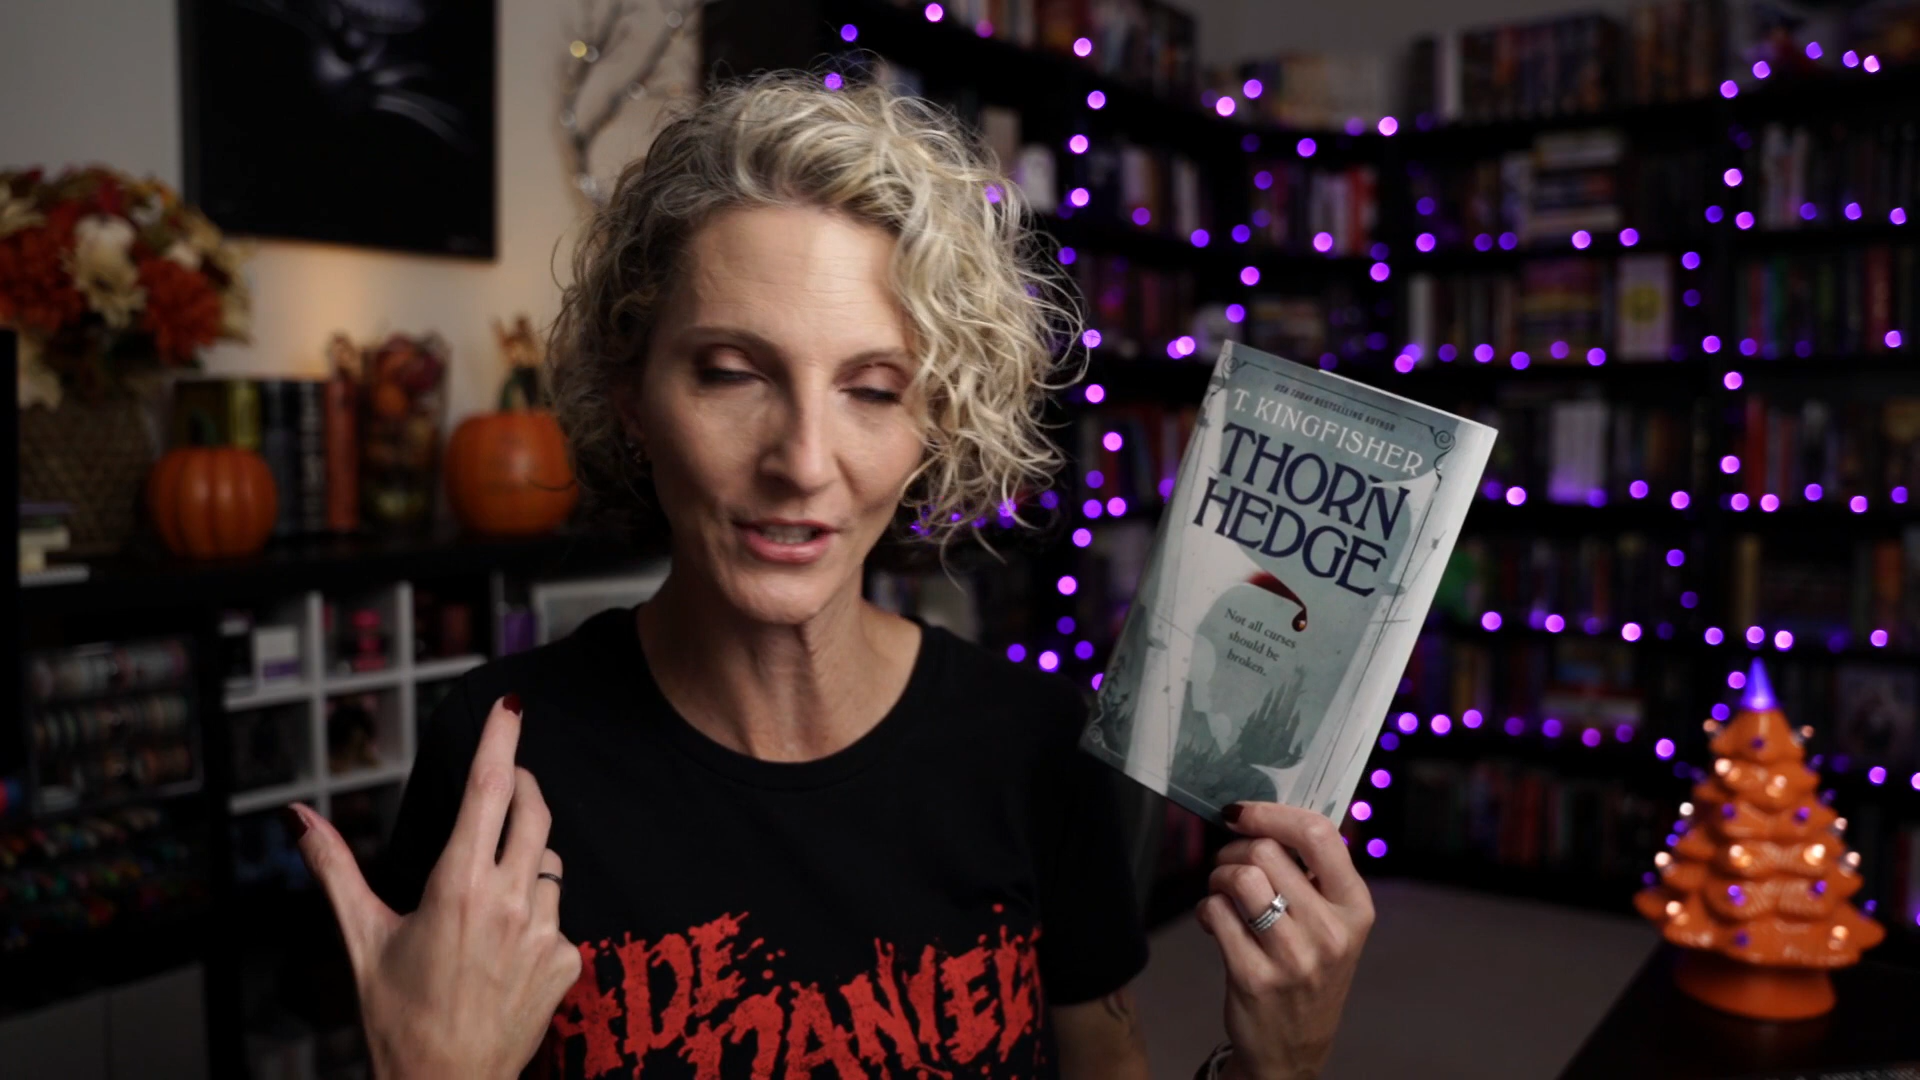 USA TODAY BESTSELLING AUTHOR
T. KINGFISHER
THORN
HEDGE
Not all curses
should be
broken.